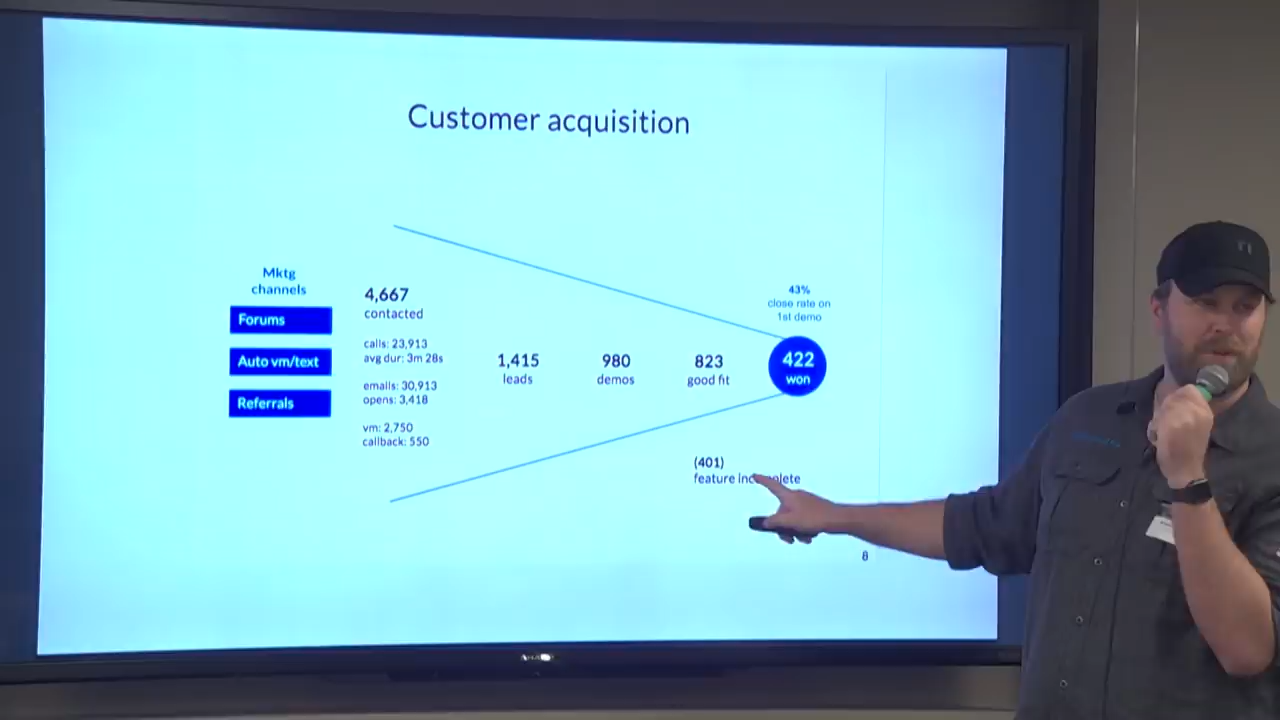 Customer acquisition
Mktg
channels
Forums
Auto vm/text
Referrals
4,667
contacted
calls: 23,913
avg dur: 3m 28s
emails: 30,913
opens: 3,418
vm: 2,750
callback: 550
1,415
leads
980
demos
823
good fit
43%
close rate on
1st demo
422
won
(401)
feature
8